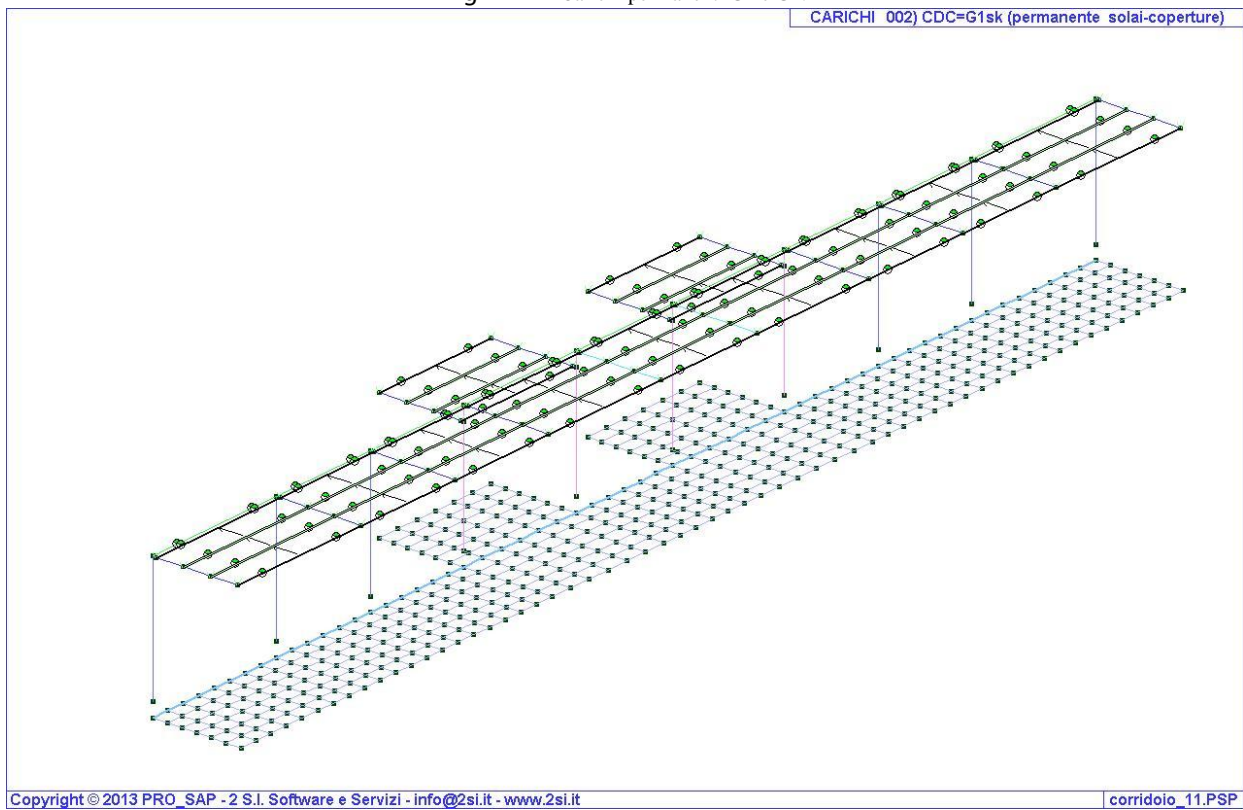 CARICHI 002) CDC=G1sk (permanente solai-coperture)
Copyright © 2013 PRO_SAP - 2 S.I. Software e Servizi - info@2si.it - www.2si.it
corridoio_11.PSP